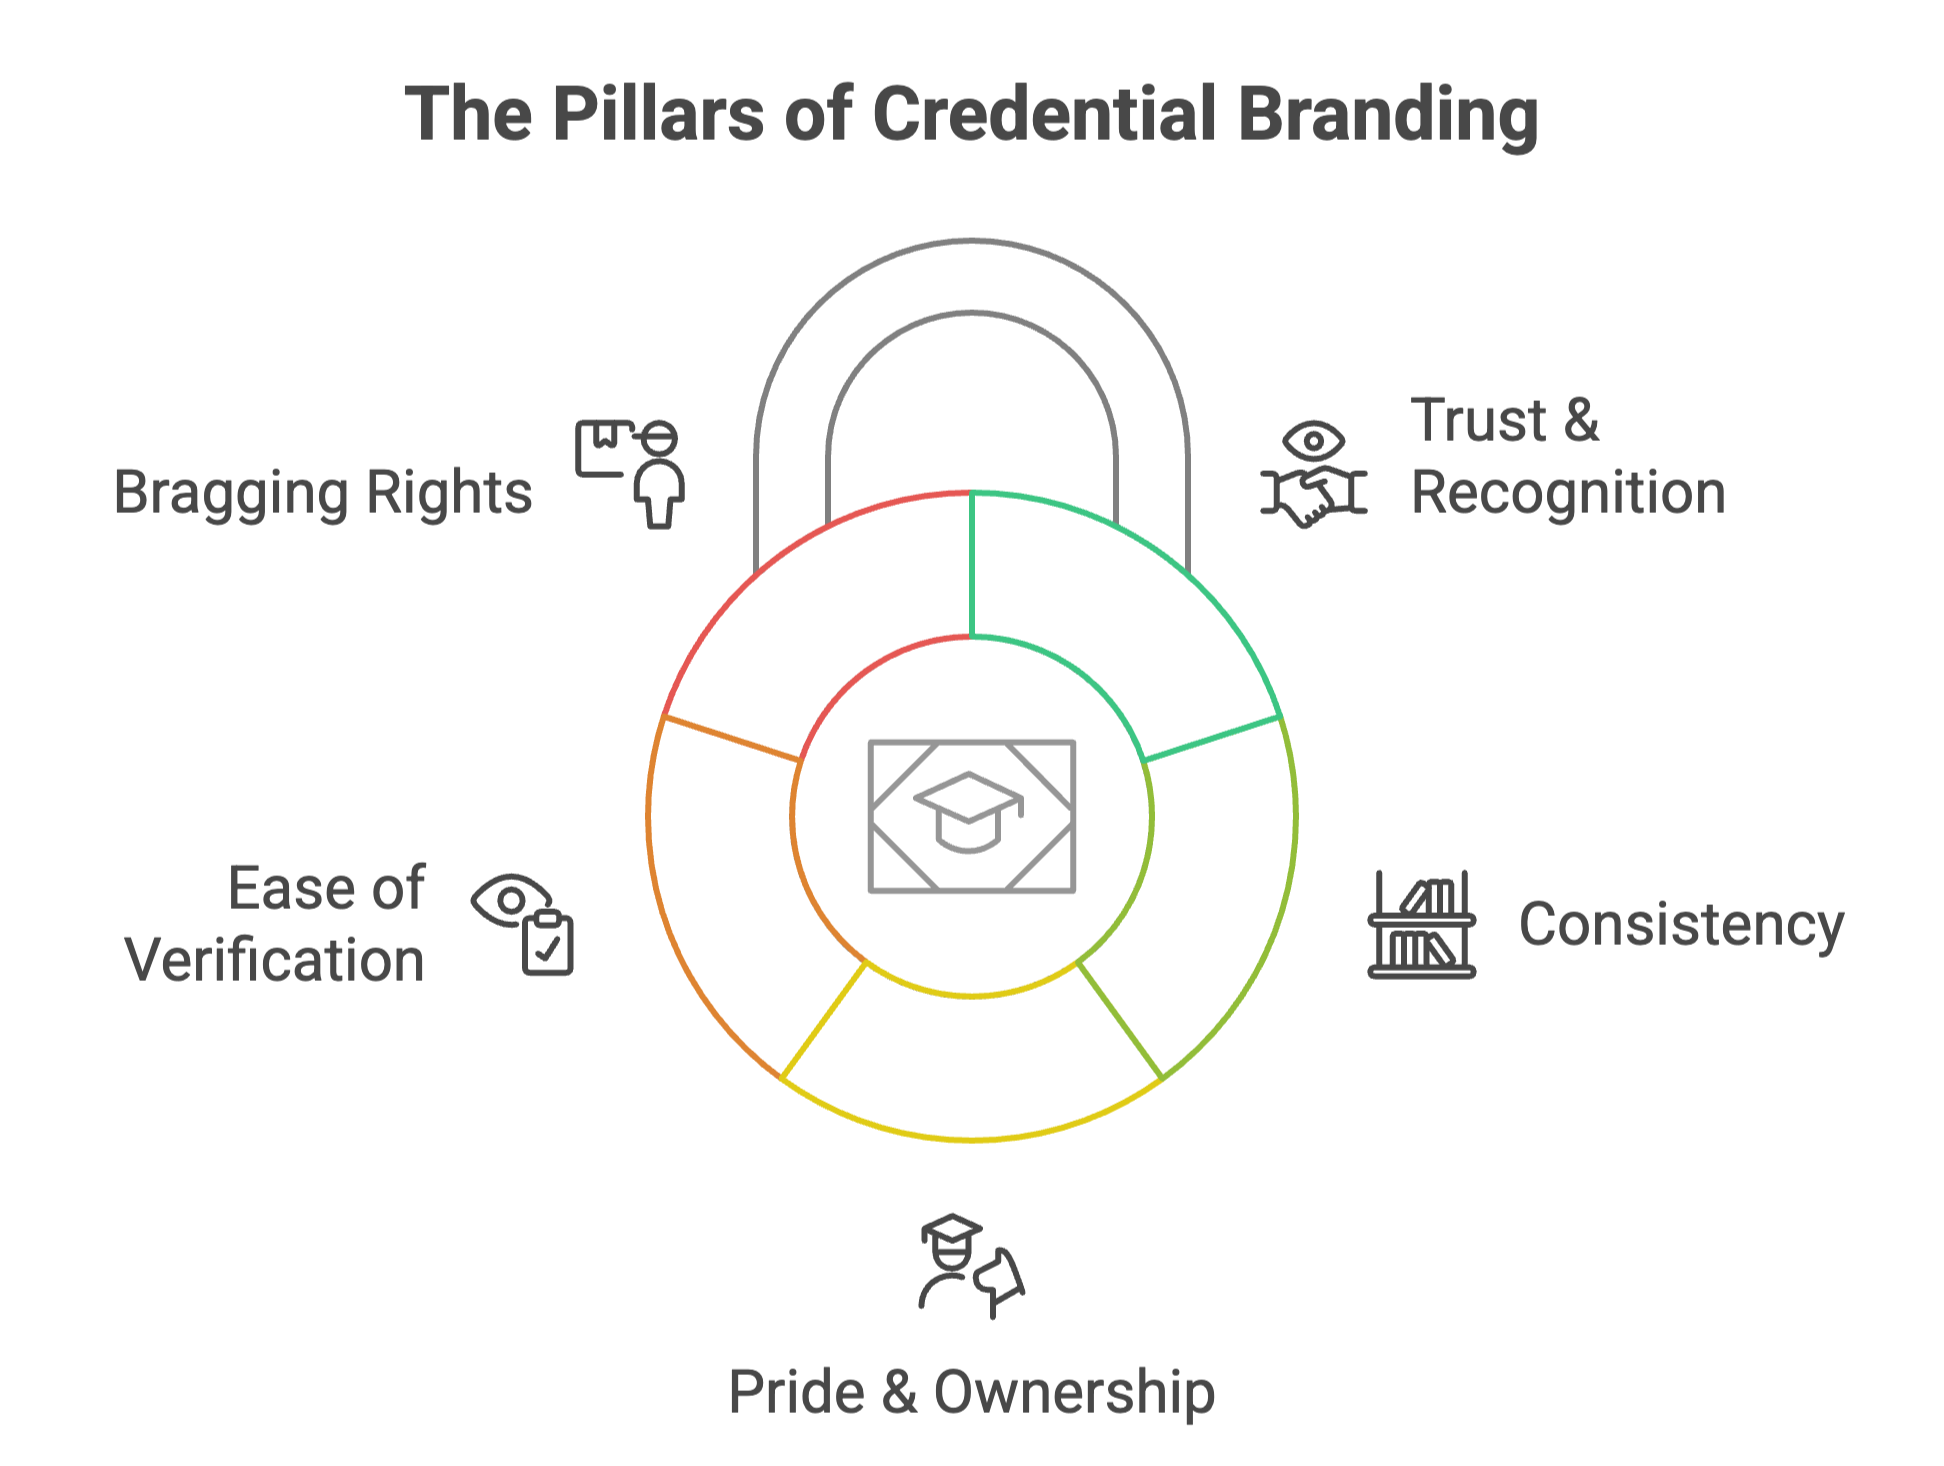 The Pillars of Credential Branding
Trust &
Recognition
Bragging Rights
Ease of
Verification
Consistency
Pride & Ownership